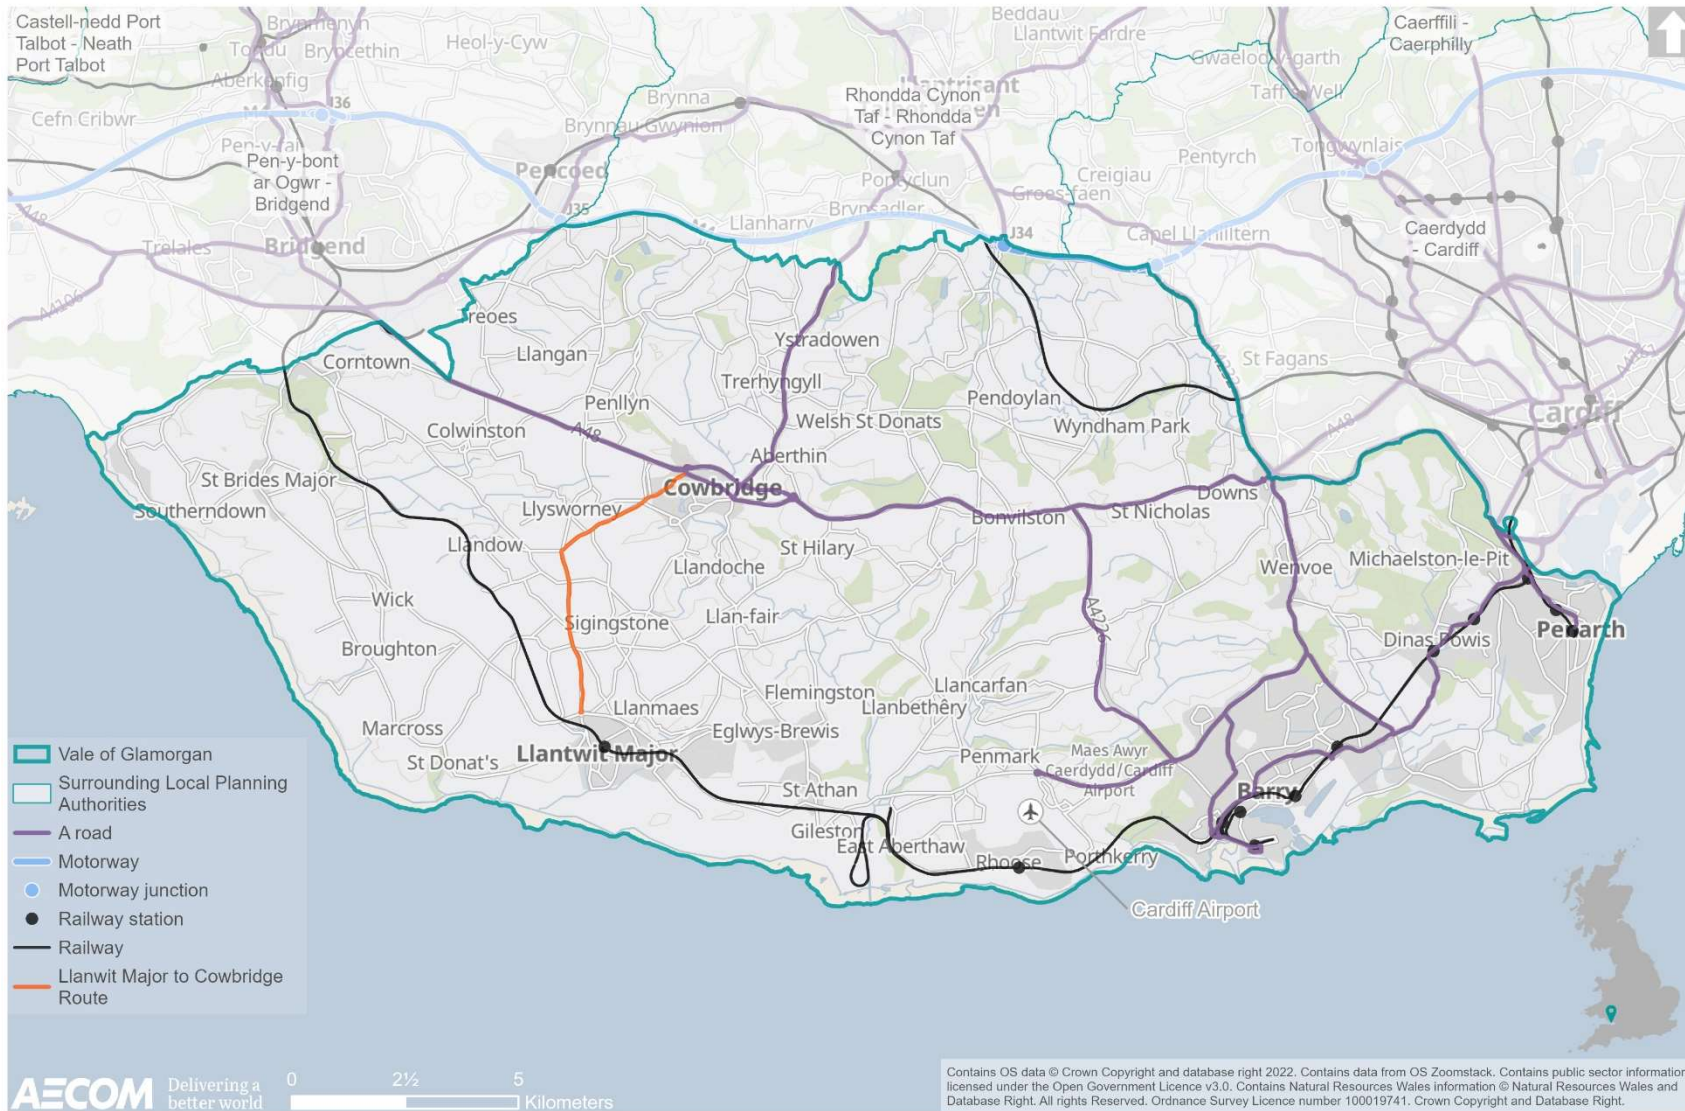 Castell-nedd Port
Talbot - Neath
Port Talbot
Brynmenyn
Tondu
Bryncethin
Heol-y-Cyw
Aberkenfig
Beddau
Llantwit Fardre
Caerffili -
Caerphilly
Gwaelod-y-garth
Taff's Well
Cefn Cribwr
J36
Brynna
Brynnau Gwynion
Rhondda Cynon
Taf - Rhondda
Cynon Taf
Pen-y-fai
Pen-y-bont
ar Ogwr -
Bridgend
Pencoed
Pontyclun
Pentyrch
Tongwynlais
Creigiau
Groes-faen
A48
J35
Llanharry
Brynsadler
Trelales
Bridgend
J34
Capel Llanilltern
Caerdydd
- Cardiff
A4106
Treoes
Corntown
Llangan
Ystradowen
A4232
St Fagans
Trerhyngyll
Penllyn
Pendoylan
Cardiff
Colwinston
A48
Welsh St Donats
Wyndham Park
A48
Aberthin
St Brides Major
Cowbridge
Downs
Southerndown
Llysworney
Bonvilston
St Nicholas
Llandow
St Hilary
Michaelston-le-Pit
Llandoche
Wenvoe
Wick
Llan-fair
A4226
Sigingstone
Penarth
Broughton
Dinas Powis
Flemingston
Llancarfan
Llanmaes
Llanbethêry
Marcross
Eglwys-Brewis
Llantwit Major
Penmark
Maes Awyr
Caerdydd/Cardiff
Airport
St Donat's
St Athan
Barry
Gileston
East Aberthaw
Rhoose
Porthkerry
Cardiff Airport
Vale of Glamorgan
Surrounding Local Planning
Authorities
A road
Motorway
Motorway junction
Railway station
Railway
Llanwit Major to Cowbridge
Route
AECOM
Delivering a
better world
0 2½ 5
Kilometers
Contains OS data © Crown Copyright and database right 2022. Contains data from OS Zoomstack. Contains public sector information
licensed under the Open Government Licence v3.0. Contains Natural Resources Wales information © Natural Resources Wales and
Database Right. All rights Reserved. Ordnance Survey Licence number 100019741. Crown Copyright and Database Right.